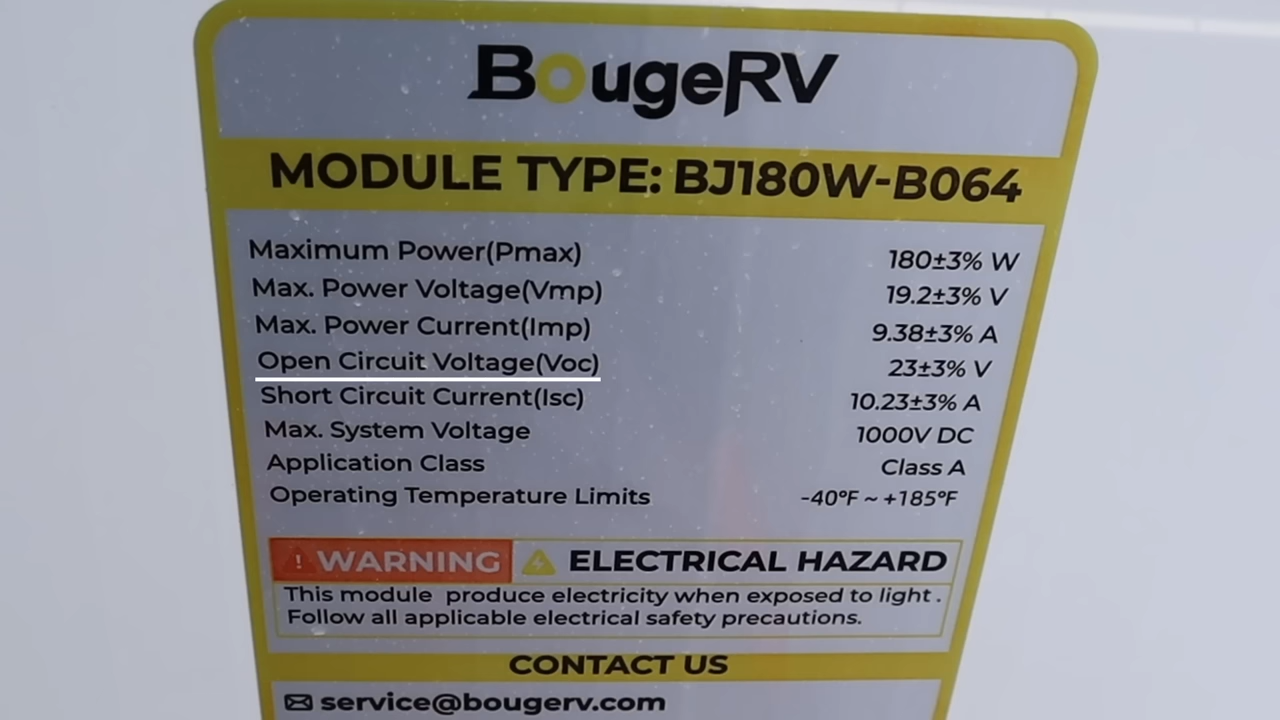 BougeRV
MODULE TYPE: BJ180W-B064
Maximum Power(Pmax) 180±3% W
Max. Power Voltage(Vmp) 19.2±3% V
Max. Power Current(Imp) 9.38±3% A
Open Circuit Voltage(Voc) 23±3% V
Short Circuit Current(Isc) 10.23±3% A
Max. System Voltage 1000V DC
Application Class Class A
Operating Temperature Limits -40°F ~ +185°F
! WARNING ELECTRICAL HAZARD
This module produce electricity when exposed to light .
Follow all applicable electrical safety precautions.
CONTACT US
service@bougerv.com